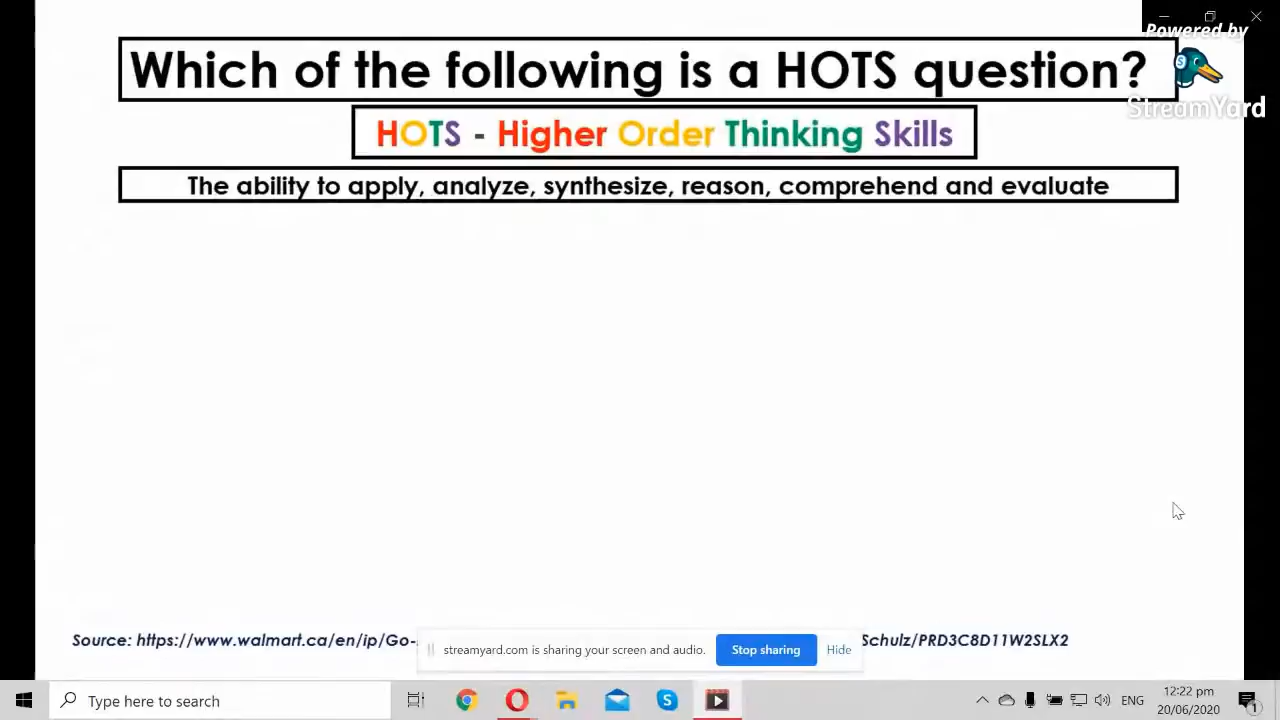 Powered by
StreamYard
Which of the following is a HOTS question?
HOTS - Higher Order Thinking Skills
The ability to apply, analyze, synthesize, reason, comprehend and evaluate
Source: https://www.walmart.ca/en/ip/Go-
Schulz/PRD3C8D11W2SLX2
streamyard.com is sharing your screen and audio.
Stop sharing
Hide
Type here to search
ENG
12:22 pm
20/06/2020
1